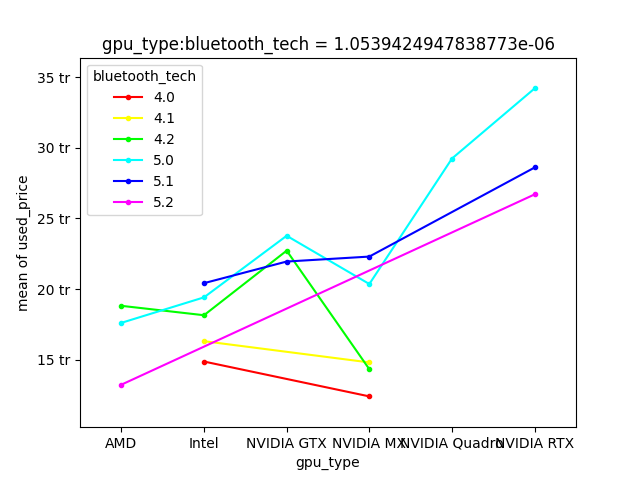 gpu_type:bluetooth_tech = 1.0539424947838773e-06
bluetooth_tech
4.0
4.1
4.2
5.0
5.1
5.2
35 tr
30 tr
25 tr
20 tr
15 tr
mean of used_price
AMD Intel NVIDIA GTX NVIDIA MX NVIDIA Quadro NVIDIA RTX
gpu_type